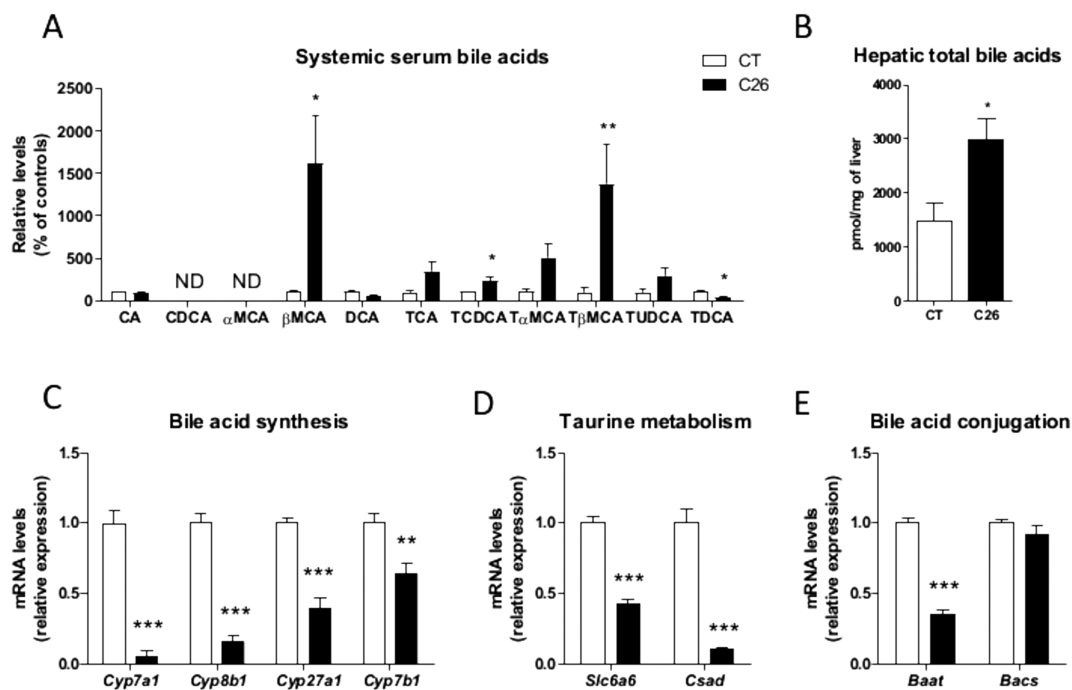 A
Systemic serum bile acids
CT
C26
Relative levels
(% of controls)
2500
2000
1500
1000
500
0
*
**
ND
ND
*
*
CA
CDCA
αMCA
βMCA
DCA
TCA
TCDCA
TαMCA
TβMCA
TUDCA
TDCA
B
Hepatic total bile acids
pmol/mg of liver
4000
3000
2000
1000
0
*
CT
C26
C
Bile acid synthesis
mRNA levels
(relative expression)
1.5
1.0
0.5
0.0
***
***
***
**
Cyp7a1
Cyp8b1
Cyp27a1
Cyp7b1
D
Taurine metabolism
mRNA levels
(relative expression)
1.5
1.0
0.5
0.0
***
***
Slc6a6
Csad
E
Bile acid conjugation
mRNA levels
(relative expression)
1.5
1.0
0.5
0.0
***
Baat
Bacs